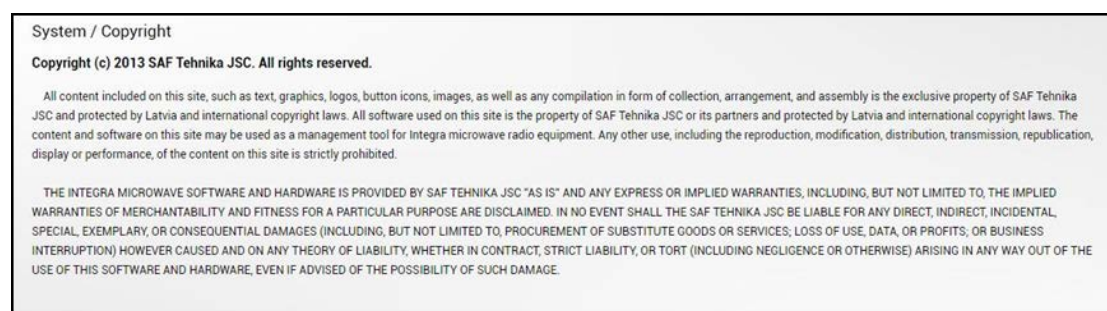 System / Copyright
Copyright (c) 2013 SAF Tehnika JSC. All rights reserved.
All content included on this site, such as text, graphics, logos, button icons, images, as well as any compilation in form of collection, arrangement, and assembly is the exclusive property of SAF Tehnika
JSC and protected by Latvia and international copyright laws. All software used on this site is the property of SAF Tehnika JSC or its partners and protected by Latvia and international copyright laws. The
content and software on this site may be used as a management tool for Integra microwave radio equipment. Any other use, including the reproduction, modification, distribution, transmission, republication,
display or performance, of the content on this site is strictly prohibited.
THE INTEGRA MICROWAVE SOFTWARE AND HARDWARE IS PROVIDED BY SAF TEHNIKA JSC "AS IS" AND ANY EXPRESS OR IMPLIED WARRANTIES, INCLUDING, BUT NOT LIMITED TO, THE IMPLIED
WARRANTIES OF MERCHANTABILITY AND FITNESS FOR A PARTICULAR PURPOSE ARE DISCLAIMED. IN NO EVENT SHALL THE SAF TEHNIKA JSC BE LIABLE FOR ANY DIRECT, INDIRECT, INCIDENTAL,
SPECIAL, EXEMPLARY, OR CONSEQUENTIAL DAMAGES (INCLUDING, BUT NOT LIMITED TO, PROCUREMENT OF SUBSTITUTE GOODS OR SERVICES; LOSS OF USE, DATA, OR PROFITS; OR BUSINESS
INTERRUPTION) HOWEVER CAUSED AND ON ANY THEORY OF LIABILITY, WHETHER IN CONTRACT, STRICT LIABILITY, OR TORT (INCLUDING NEGLIGENCE OR OTHERWISE) ARISING IN ANY WAY OUT OF THE
USE OF THIS SOFTWARE AND HARDWARE, EVEN IF ADVISED OF THE POSSIBILITY OF SUCH DAMAGE.